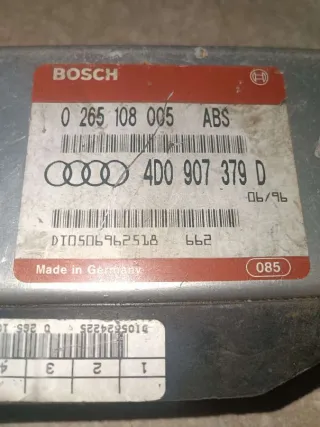 BOSCH
0 265 108 005 ABS
4D0 907 379 D
06/96
DI0506962518 662
Made in Germany 085
1 2 3 4